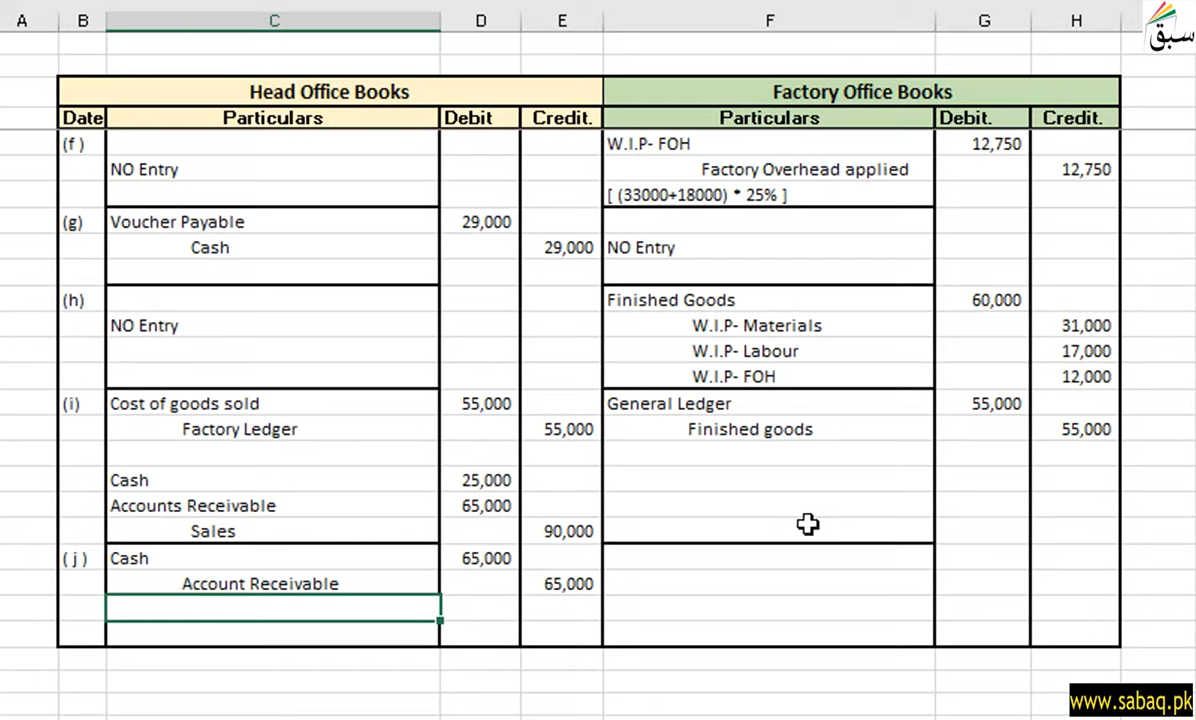 A B C D E F G H
سبق
Head Office Books Factory Office Books
Date Particulars Debit Credit. Particulars Debit. Credit.
(f ) W.I.P- FOH 12,750
NO Entry Factory Overhead applied 12,750
[ (33000+18000) * 25% ]
(g) Voucher Payable 29,000
Cash 29,000 NO Entry
(h) Finished Goods 60,000
NO Entry W.I.P- Materials 31,000
W.I.P- Labour 17,000
W.I.P- FOH 12,000
(i) Cost of goods sold 55,000 General Ledger 55,000
Factory Ledger 55,000 Finished goods 55,000
Cash 25,000
Accounts Receivable 65,000
Sales 90,000
( j ) Cash 65,000
Account Receivable 65,000
www.sabaq.pk